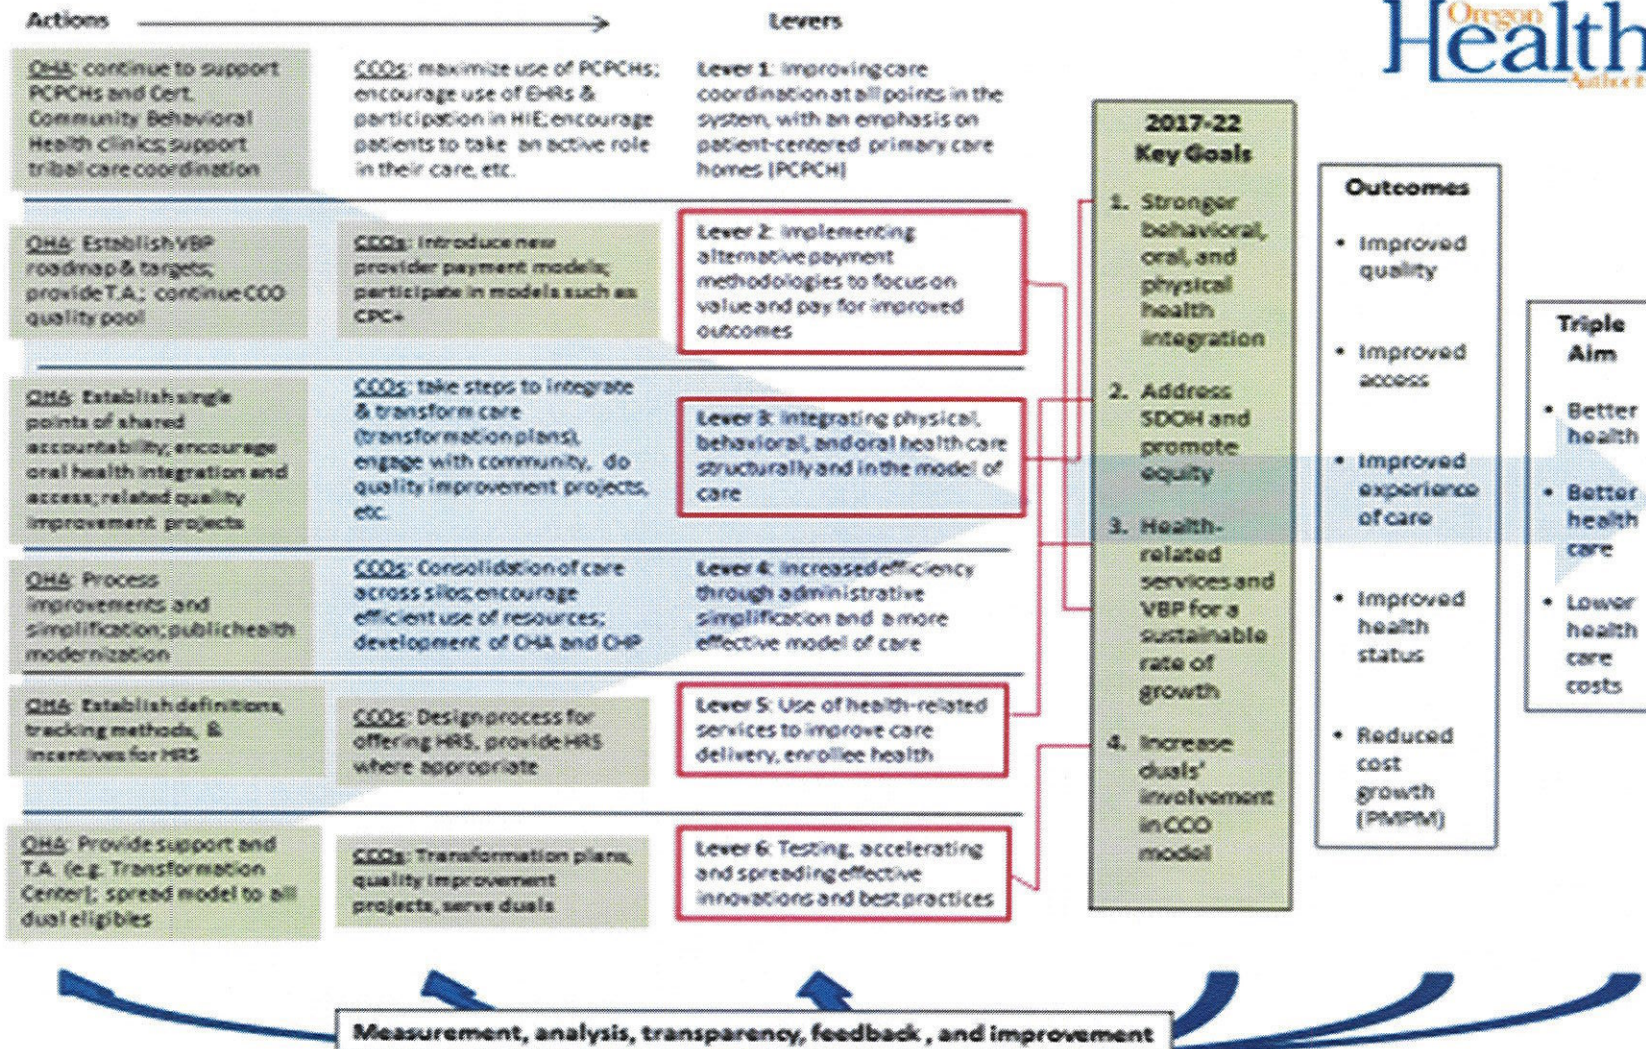 Actions
Levers
Oregon
Health
Authorit
OHA: continue to support
PCPCHs and Cert.
Community Behavioral
Health clinics; support
tribal care coordination
CCOs: maximize use of PCPCHs;
encourage use of EHRs &
participation in HIE; encourage
patients to take an active role
in their care, etc.
Lever 1: Improving care
coordination at all points in the
system, with an emphasis on
patient-centered primary care
homes (PCPCH)
OHA: Establish VBP
roadmap & targets;
provide T.A.; continue CCO
quality pool
CCOs: Introduce new
provider payment models;
participate in models such as
CPC+
Lever 2: Implementing
alternative payment
methodologies to focus on
value and pay for improved
outcomes
OHA: Establish single
points of shared
accountability; encourage
oral health integration and
access; related quality
improvement projects
CCOs: take steps to integrate
& transform care
(transformation plans),
engage with community, do
quality improvement projects,
etc.
Lever 3: Integrating physical,
behavioral, and oral health care
structurally and in the model of
care
OHA: Process
improvements and
simplification; public health
modernization
CCOs: Consolidation of care
across silos; encourage
efficient use of resources;
development of CHA and CHP
Lever 4: Increased efficiency
through administrative
simplification and a more
effective model of care
OHA: Establish definitions,
tracking methods, &
incentives for HRS
CCOs: Design process for
offering HRS, provide HRS
where appropriate
Lever 5: Use of health-related
services to improve care
delivery, enrollee health
OHA: Provide support and
T.A. (e.g. Transformation
Center); spread model to all
dual eligibles
CCOs: Transformation plans,
quality improvement
projects, serve duals
Lever 6: Testing, accelerating
and spreading effective
innovations and best practices
2017-22
Key Goals
1. Stronger
behavioral,
oral, and
physical
health
integration
2. Address
SDOH and
promote
equity
3. Health-
related
services and
VBP for a
sustainable
rate of
growth
4. Increase
duals'
involvement
in CCO
model
Outcomes
• Improved
quality
• Improved
access
• Improved
experience
of care
• Improved
health
status
• Reduced
cost
growth
(PMPM)
Triple
Aim
• Better
health
• Better
health
care
• Lower
health
care
costs
Measurement, analysis, transparency, feedback, and improvement